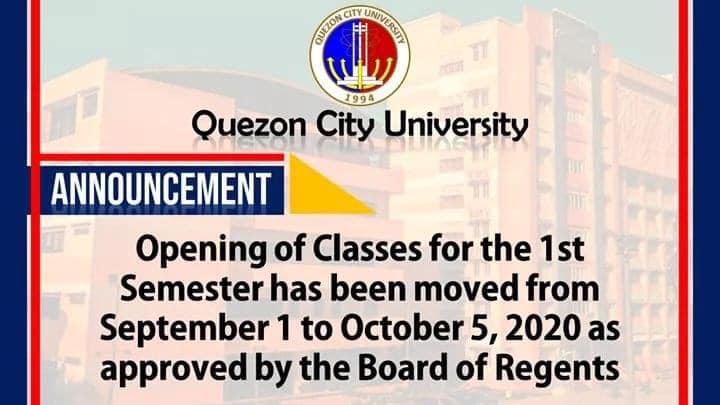 QUEZON CITY UNIVERSITY
1994
Quezon City University
ANNOUNCEMENT
Opening of Classes for the 1st
Semester has been moved from
September 1 to October 5, 2020 as
approved by the Board of Regents